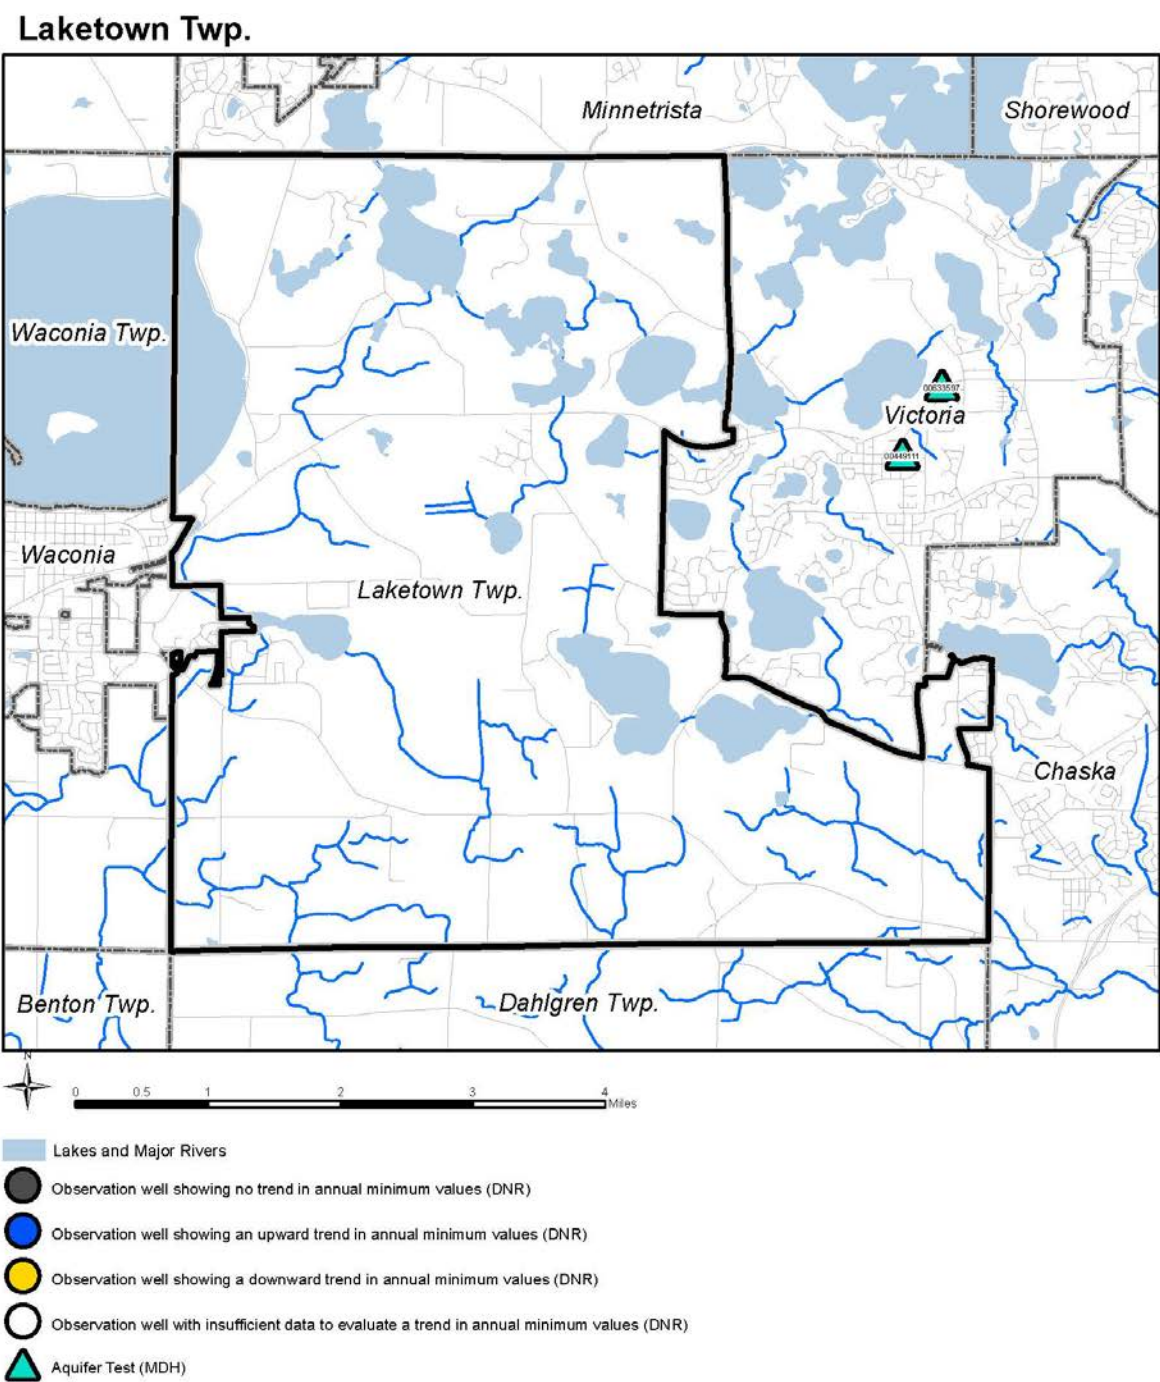 Laketown Twp.
Minnetrista
Shorewood
Waconia Twp.
00633597
Victoria
00449111
Waconia
Laketown Twp.
Chaska
Benton Twp.
Dahlgren Twp.
N
0 0.5 1 2 3 4
Miles
Lakes and Major Rivers
Observation well showing no trend in annual minimum values (DNR)
Observation well showing an upward trend in annual minimum values (DNR)
Observation well showing a downward trend in annual minimum values (DNR)
Observation well with insufficient data to evaluate a trend in annual minimum values (DNR)
Aquifer Test (MDH)